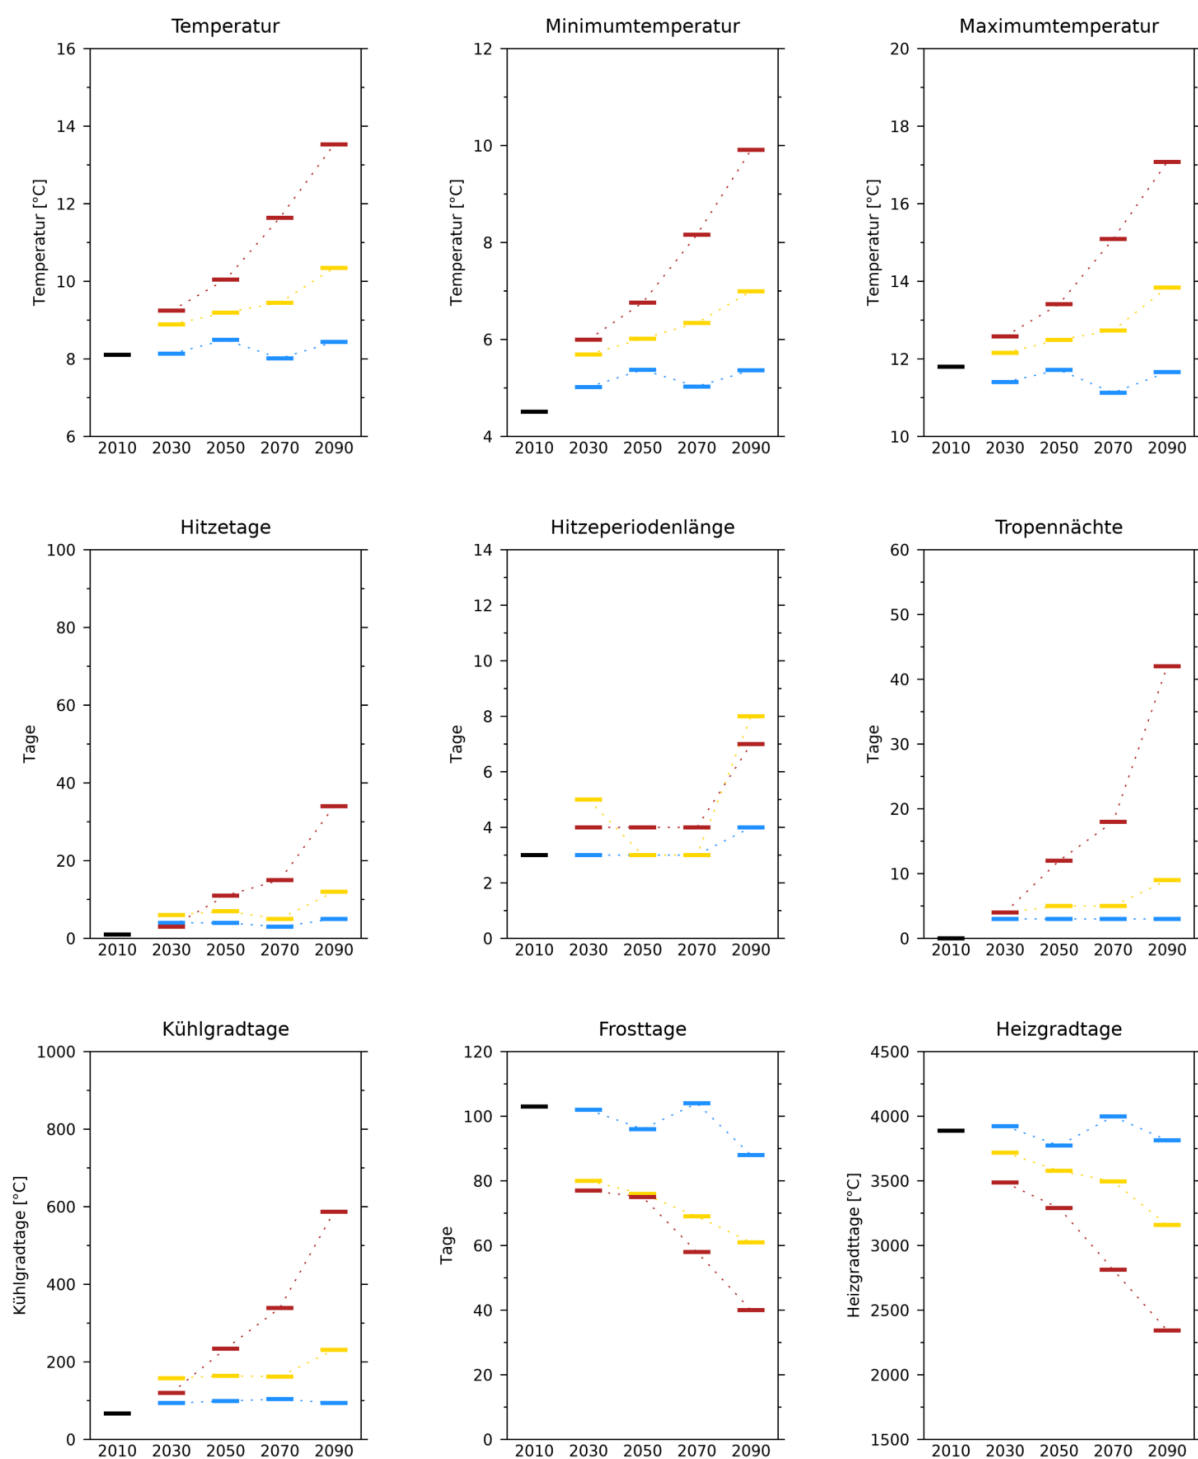 Temperatur
Minimumtemperatur
Maximumtemperatur
Temperatur [°C]
16
14
12
10
8
6
2010 2030 2050 2070 2090
Temperatur [°C]
12
10
8
6
4
2010 2030 2050 2070 2090
Temperatur [°C]
20
18
16
14
12
10
2010 2030 2050 2070 2090
Hitzetage
Hitzeperiodenlänge
Tropennächte
Tage
100
80
60
40
20
0
2010 2030 2050 2070 2090
Tage
14
12
10
8
6
4
2
0
2010 2030 2050 2070 2090
Tage
60
50
40
30
20
10
0
2010 2030 2050 2070 2090
Kühlgradtage
Frosttage
Heizgradtage
Kühlgradtage [°C]
1000
800
600
400
200
0
2010 2030 2050 2070 2090
Tage
120
100
80
60
40
20
0
2010 2030 2050 2070 2090
Heizgradttage [°C]
4500
4000
3500
3000
2500
2000
1500
2010 2030 2050 2070 2090